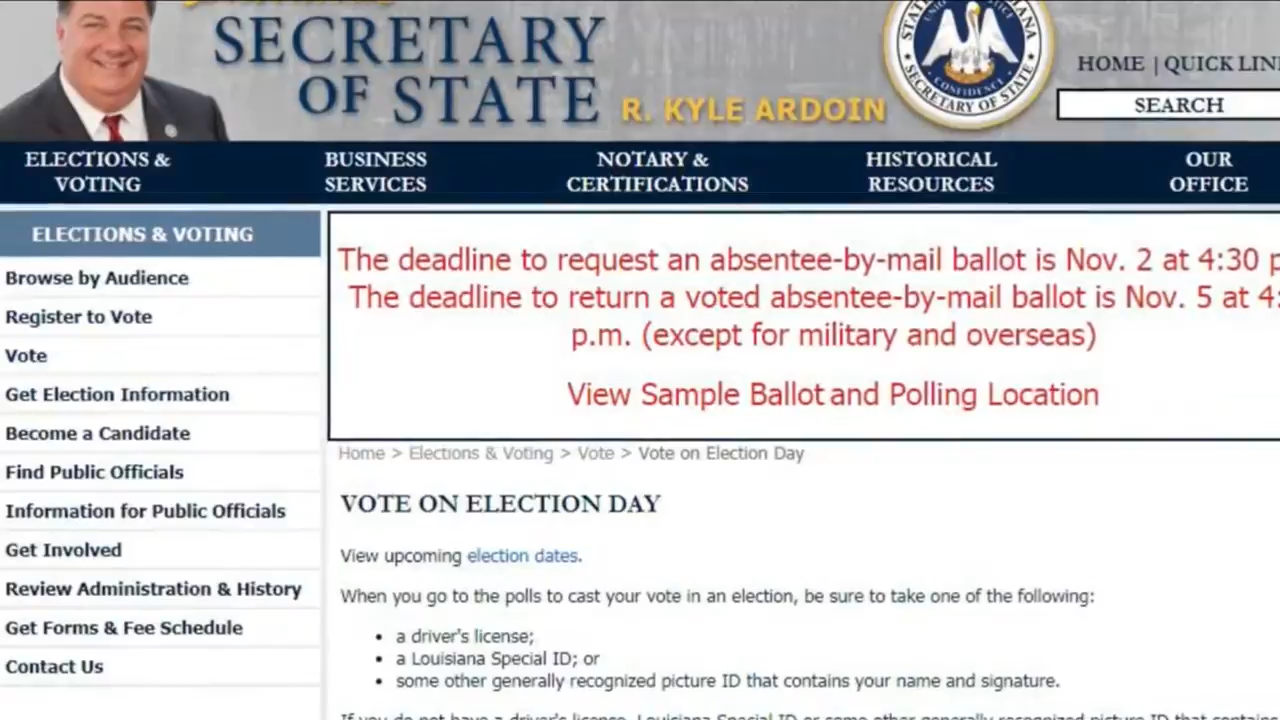 SECRETARY
OF STATE R. KYLE ARDOIN
HOME | QUICK LIN
SEARCH
ELECTIONS & VOTING
BUSINESS SERVICES
NOTARY & CERTIFICATIONS
HISTORICAL RESOURCES
OUR OFFICE
ELECTIONS & VOTING
Browse by Audience
Register to Vote
Vote
Get Election Information
Become a Candidate
Find Public Officials
Information for Public Officials
Get Involved
Review Administration & History
Get Forms & Fee Schedule
Contact Us
The deadline to request an absentee-by-mail ballot is Nov. 2 at 4:30 p
The deadline to return a voted absentee-by-mail ballot is Nov. 5 at 4:
p.m. (except for military and overseas)
View Sample Ballot and Polling Location
Home > Elections & Voting > Vote > Vote on Election Day
VOTE ON ELECTION DAY
View upcoming election dates.
When you go to the polls to cast your vote in an election, be sure to take one of the following:
• a driver's license;
• a Louisiana Special ID; or
• some other generally recognized picture ID that contains your name and signature.